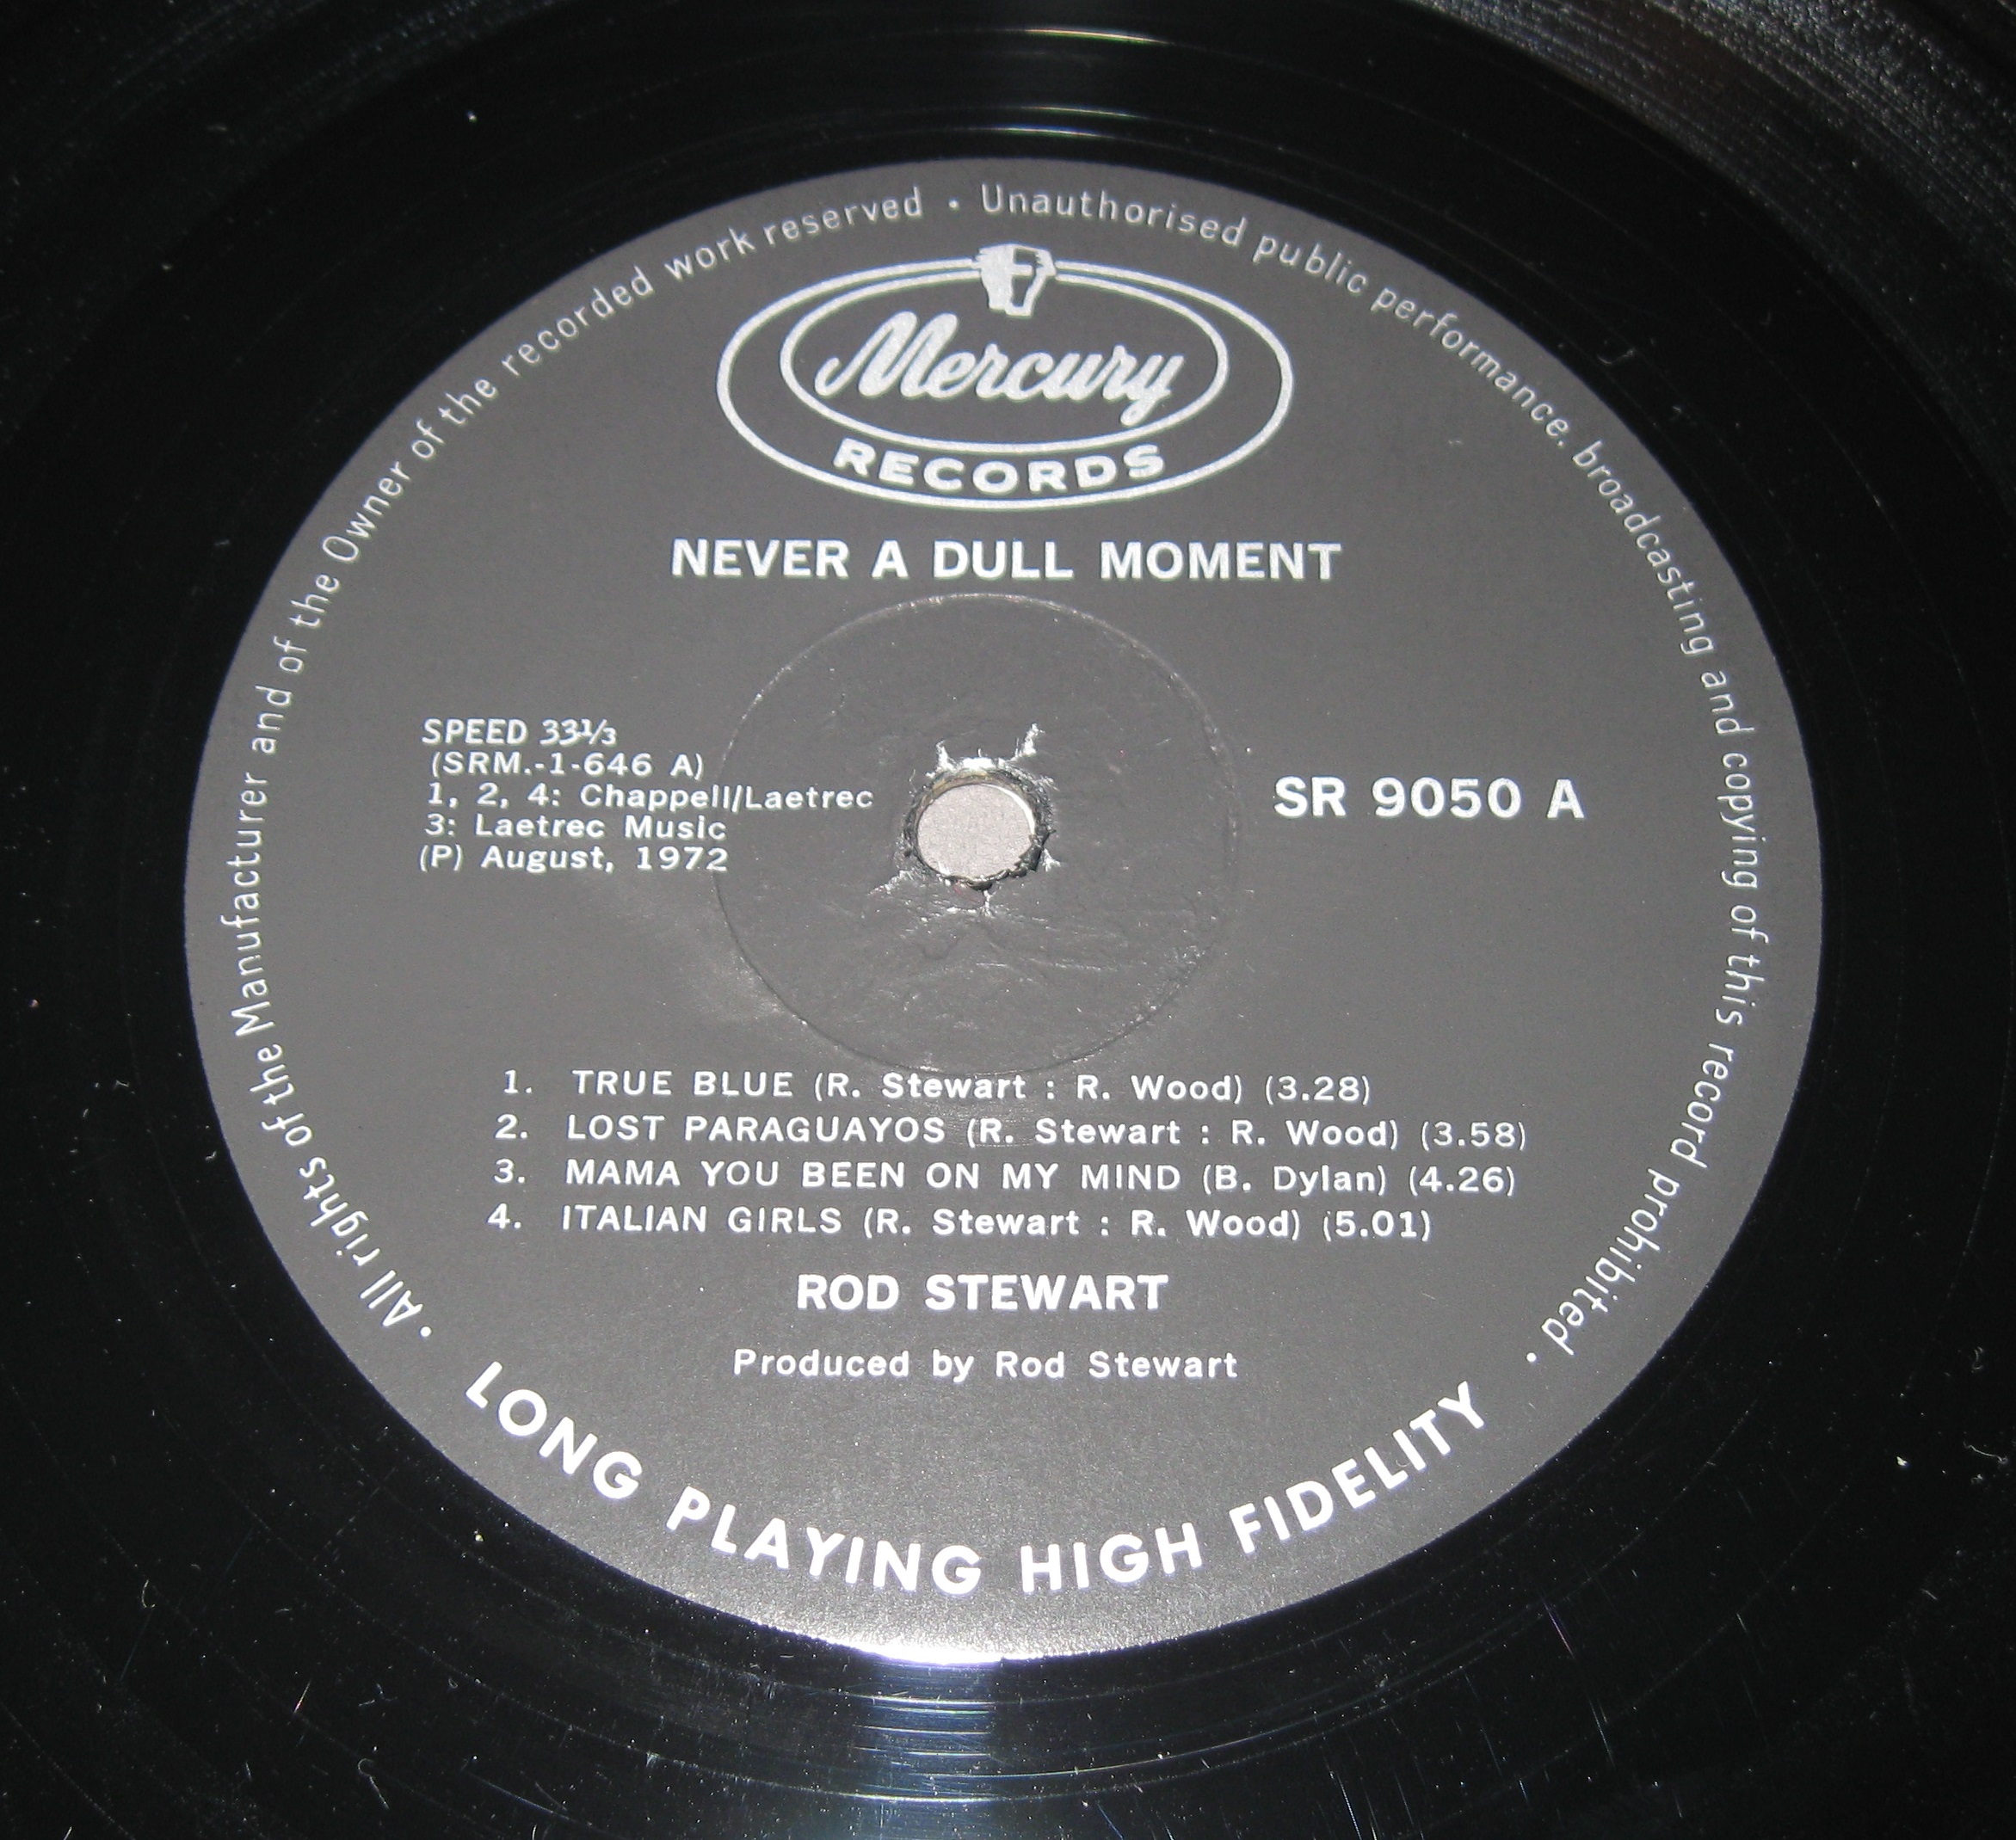 • All rights of the Manufacturer and of the Owner of the recorded work reserved • Unauthorised public performance, broadcasting and copying of this record prohibited •
Mercury
RECORDS
NEVER A DULL MOMENT
SPEED 33⅓
(SRM.-1-646 A)
1, 2, 4: Chappell/Laetrec
3: Laetrec Music
(P) August, 1972
SR 9050 A
1. TRUE BLUE (R. Stewart : R. Wood) (3.28)
2. LOST PARAGUAYOS (R. Stewart : R. Wood) (3.58)
3. MAMA YOU BEEN ON MY MIND (B. Dylan) (4.26)
4. ITALIAN GIRLS (R. Stewart : R. Wood) (5.01)
ROD STEWART
Produced by Rod Stewart
LONG PLAYING HIGH FIDELITY